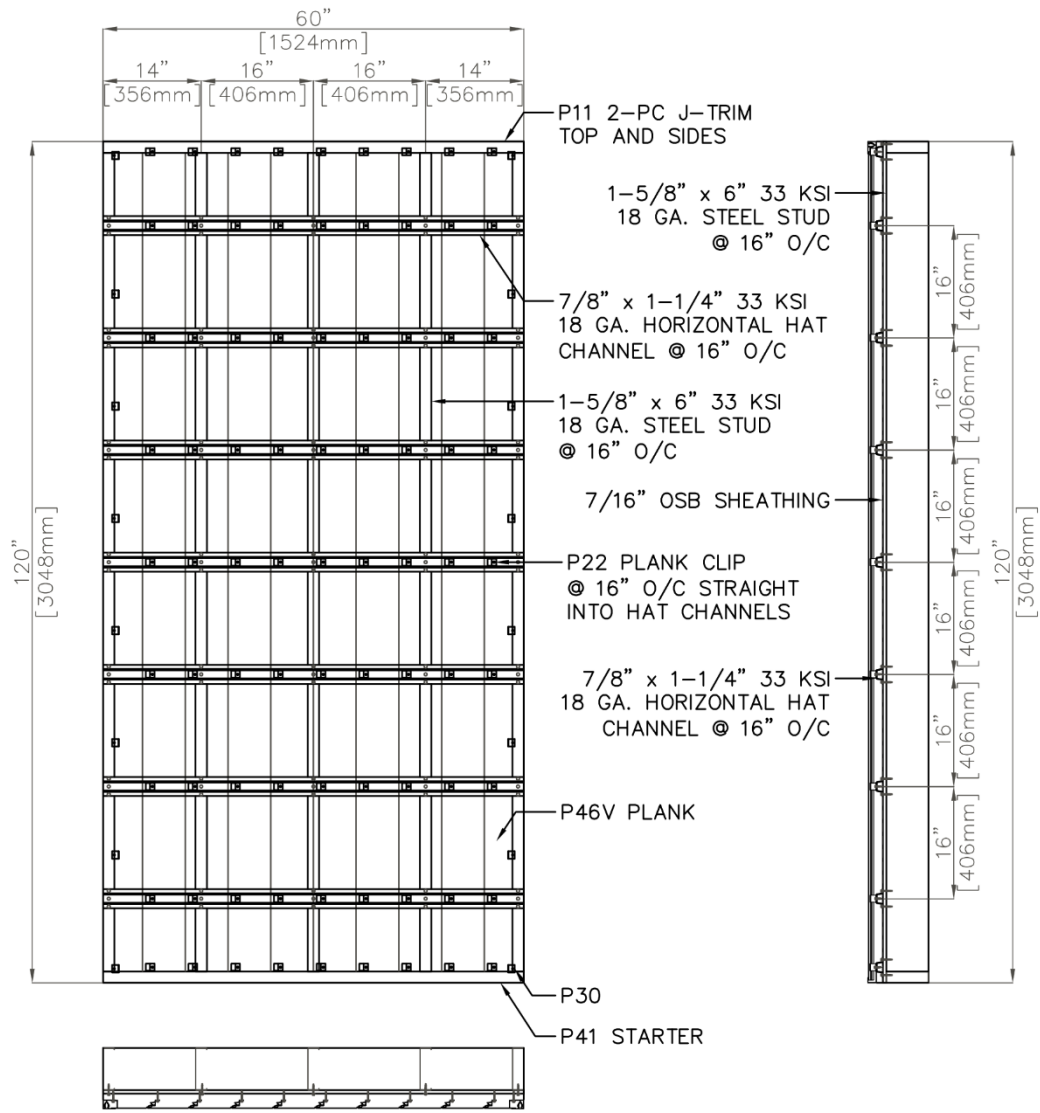 60”
[1524mm]
14”
16”
16”
14”
[356mm]
[406mm]
[406mm]
[356mm]
P11 2-PC J-TRIM
TOP AND SIDES
1-5/8” x 6” 33 KSI
18 GA. STEEL STUD
@ 16” O/C
7/8” x 1-1/4” 33 KSI
18 GA. HORIZONTAL HAT
CHANNEL @ 16” O/C
1-5/8” x 6” 33 KSI
18 GA. STEEL STUD
@ 16” O/C
7/16” OSB SHEATHING
P22 PLANK CLIP
@ 16” O/C STRAIGHT
INTO HAT CHANNELS
7/8” x 1-1/4” 33 KSI
18 GA. HORIZONTAL HAT
CHANNEL @ 16” O/C
P46V PLANK
P30
P41 STARTER
120”
[3048mm]
16”
[406mm]
16”
[406mm]
16”
[406mm]
16”
[406mm]
16”
[406mm]
16”
[406mm]
120”
[3048mm]